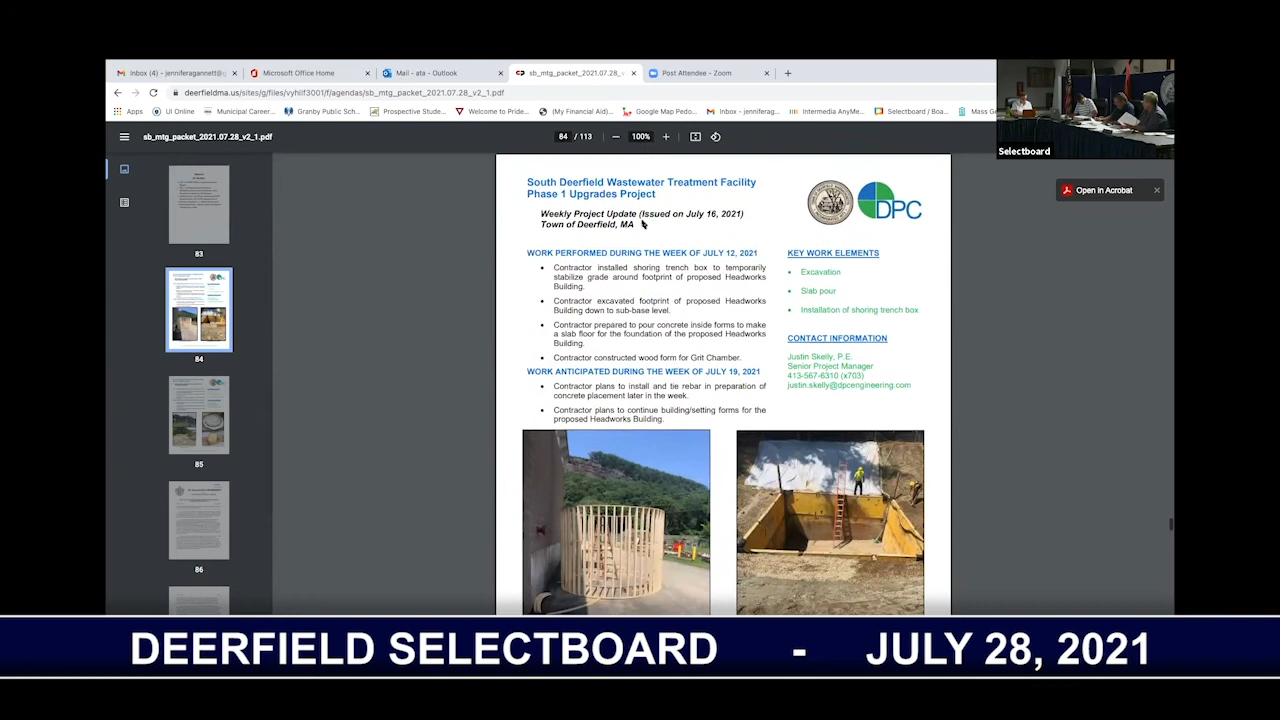 Inbox (4) - jenniferagannett@g
Microsoft Office Home
Mail - ata - Outlook
sb_mtg_packet_2021.07.28_v
Post Attendee - Zoom
deerfieldma.us/sites/g/files/vyhlif3001/f/agendas/sb_mtg_packet_2021.07.28_v2_1.pdf
Apps
UI Online
Municipal Career...
Granby Public Sch...
Prospective Stude...
Welcome to Pride...
(My Financial Aid)...
Google Map Pedo...
Inbox - jenniferag...
Intermedia AnyMe...
Selectboard / Boa...
Mass G
sb_mtg_packet_2021.07.28_v2_1.pdf
84 / 113
100%
Selectboard
Open in Acrobat
83
84
85
86
South Deerfield Wastewater Treatment Facility
Phase 1 Upgrades Project
Weekly Project Update (Issued on July 16, 2021)
Town of Deerfield, MA
DPC
WORK PERFORMED DURING THE WEEK OF JULY 12, 2021
• Contractor installed shoring trench box to temporarily
stabilize grade around footprint of proposed Headworks
Building.
• Contractor excavated footprint of proposed Headworks
Building down to sub-base level.
• Contractor prepared to pour concrete inside forms to make
a slab floor for the foundation of the proposed Headworks
Building.
• Contractor constructed wood form for Grit Chamber.
WORK ANTICIPATED DURING THE WEEK OF JULY 19, 2021
• Contractor plans to install and tie rebar in preparation of
concrete placement later in the week.
• Contractor plans to continue building/setting forms for the
proposed Headworks Building.
KEY WORK ELEMENTS
• Excavation
• Slab pour
• Installation of shoring trench box
CONTACT INFORMATION
Justin Skelly, P.E.
Senior Project Manager
413-567-6310 (x703)
justin.skelly@dpcengineering.com
DEERFIELD SELECTBOARD - JULY 28, 2021